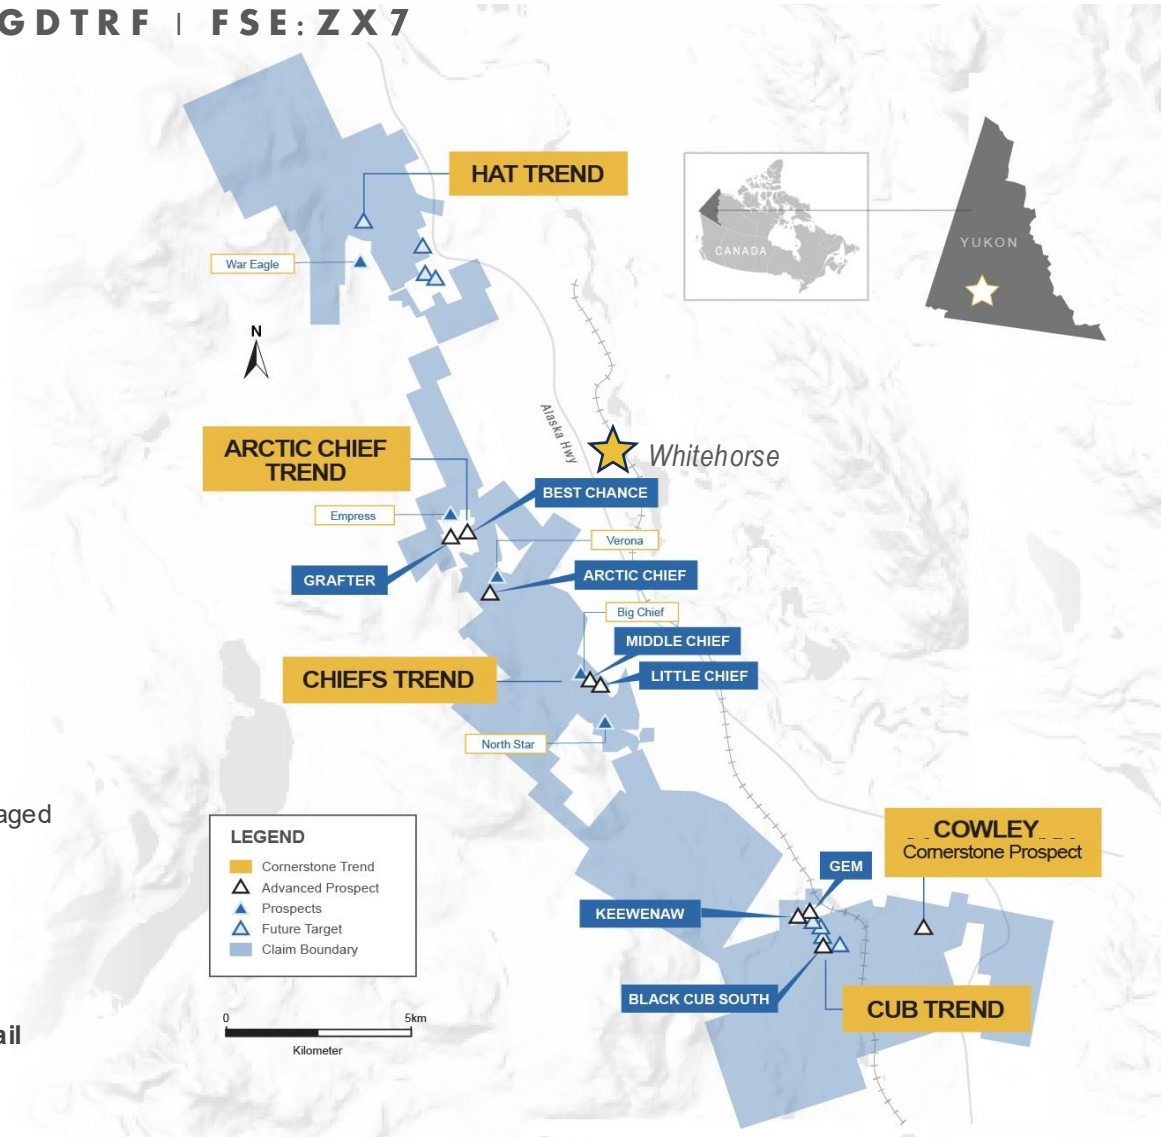 GDTRF | FSE:ZX7
HAT TREND
War Eagle
CANADA
YUKON
N
Alaska Hwy
Whitehorse
ARCTIC CHIEF
TREND
BEST CHANCE
Empress
Verona
GRAFTER
ARCTIC CHIEF
Big Chief
MIDDLE CHIEF
CHIEFS TREND
LITTLE CHIEF
North Star
aged
LEGEND
Cornerstone Trend
Advanced Prospect
Prospects
Future Target
Claim Boundary
COWLEY
Cornerstone Prospect
GEM
KEEWENAW
BLACK CUB SOUTH
CUB TREND
ail
0 5km
Kilometer